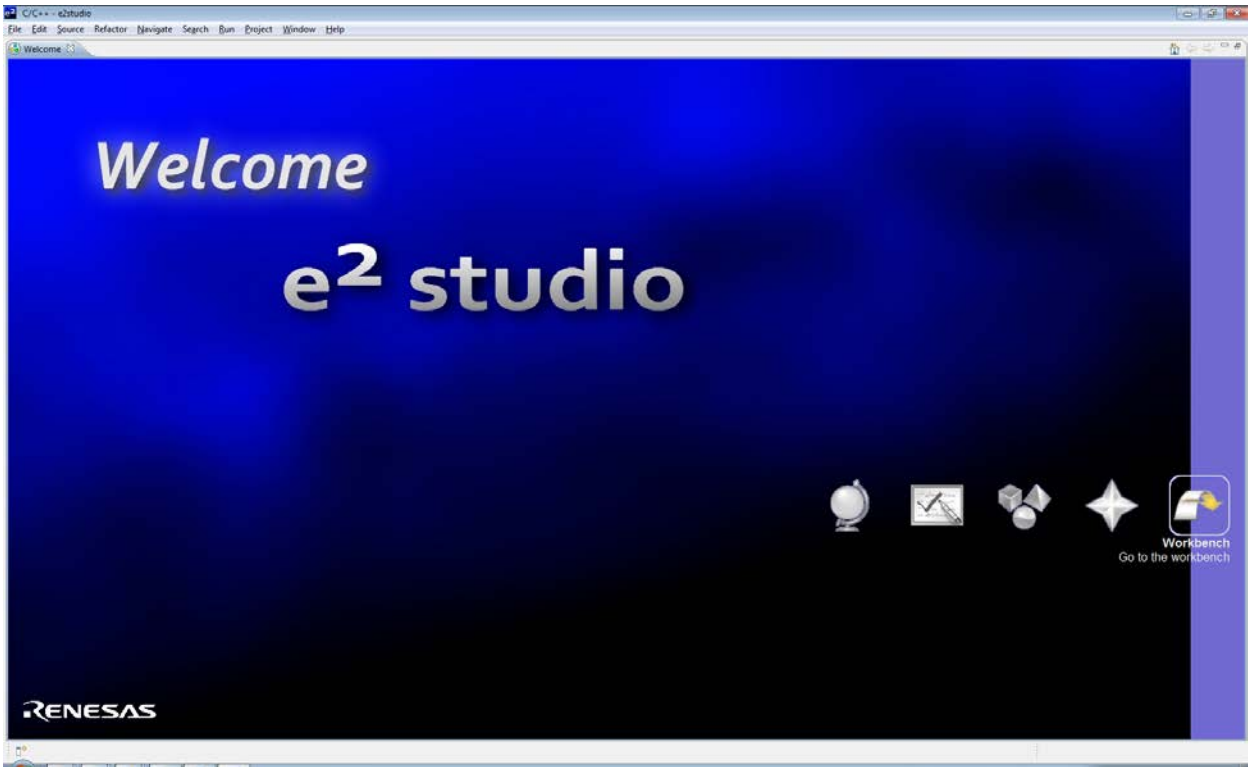 C/C++ - e2studio
File Edit Source Refactor Navigate Search Run Project Window Help
Welcome
Welcome
e² studio
Workbench
Go to the workbench
RENESAS